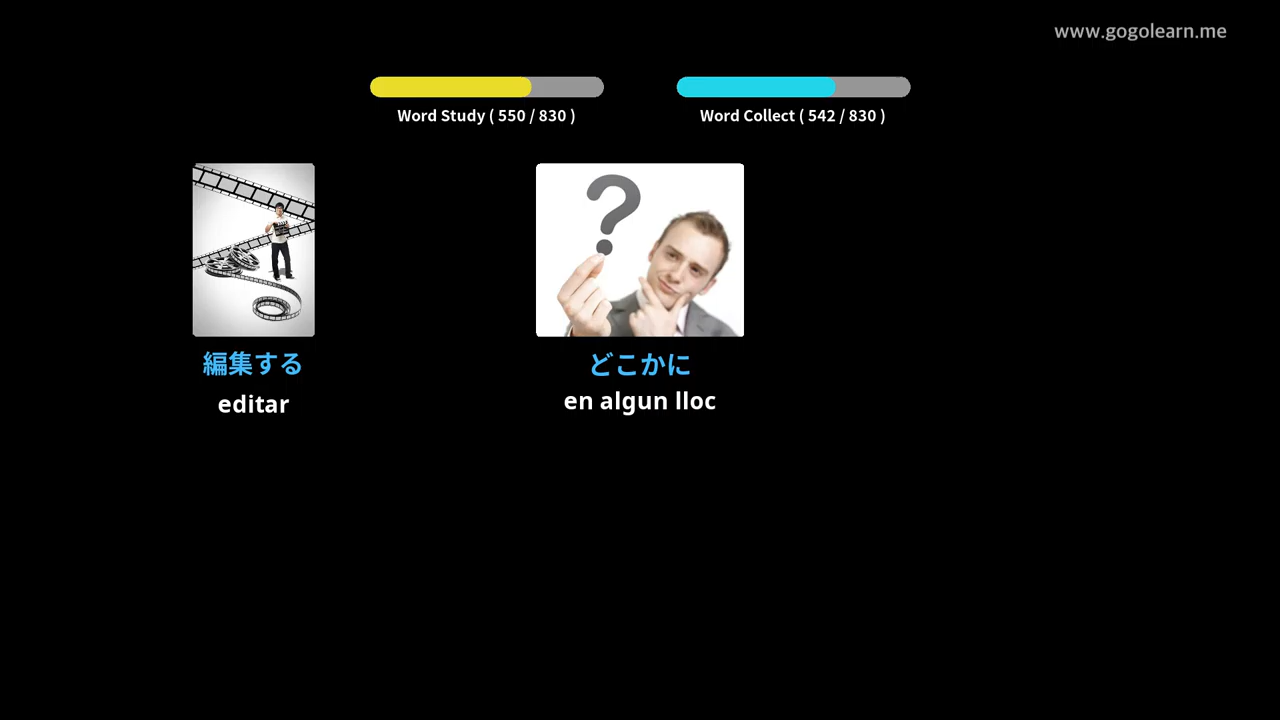 www.gogolearn.me
Word Study ( 550 / 830 )
Word Collect ( 542 / 830 )
編集する
editar
どこかに
en algun lloc